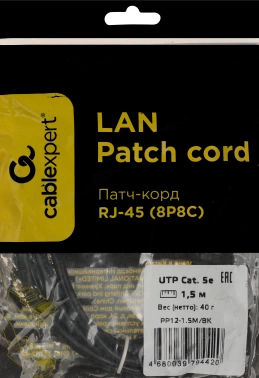 cablexpert®
LAN
Patch cord
Патч-корд
RJ-45 (8P8C)
UTP Cat. 5e
EAC
1,5 м
Вес (нетто): 40 г
PP12-1.5M/BK
4 680039 794420